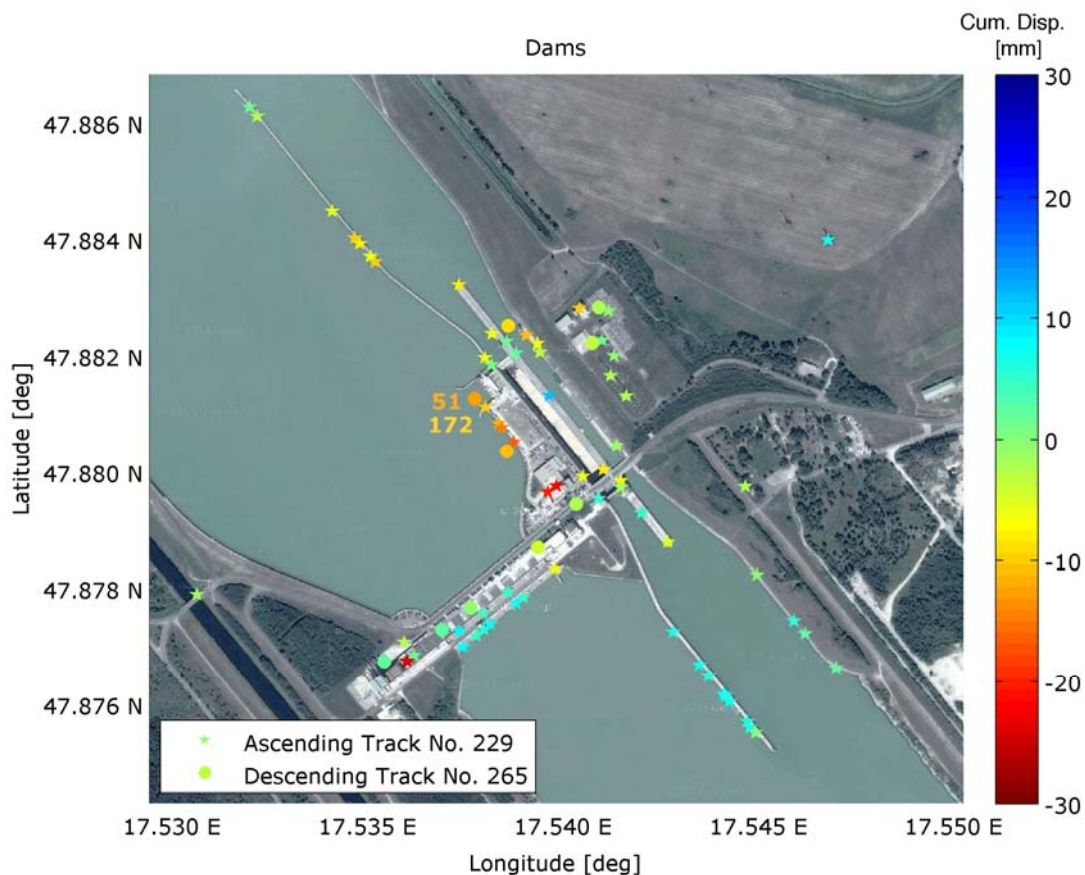 Cum. Disp.
[mm]
Dams
47.886 N
47.884 N
47.882 N
47.880 N
47.878 N
47.876 N
Latitude [deg]
51
172
30
20
10
0
-10
-20
-30
Ascending Track No. 229
Descending Track No. 265
17.530 E
17.535 E
17.540 E
17.545 E
17.550 E
Longitude [deg]